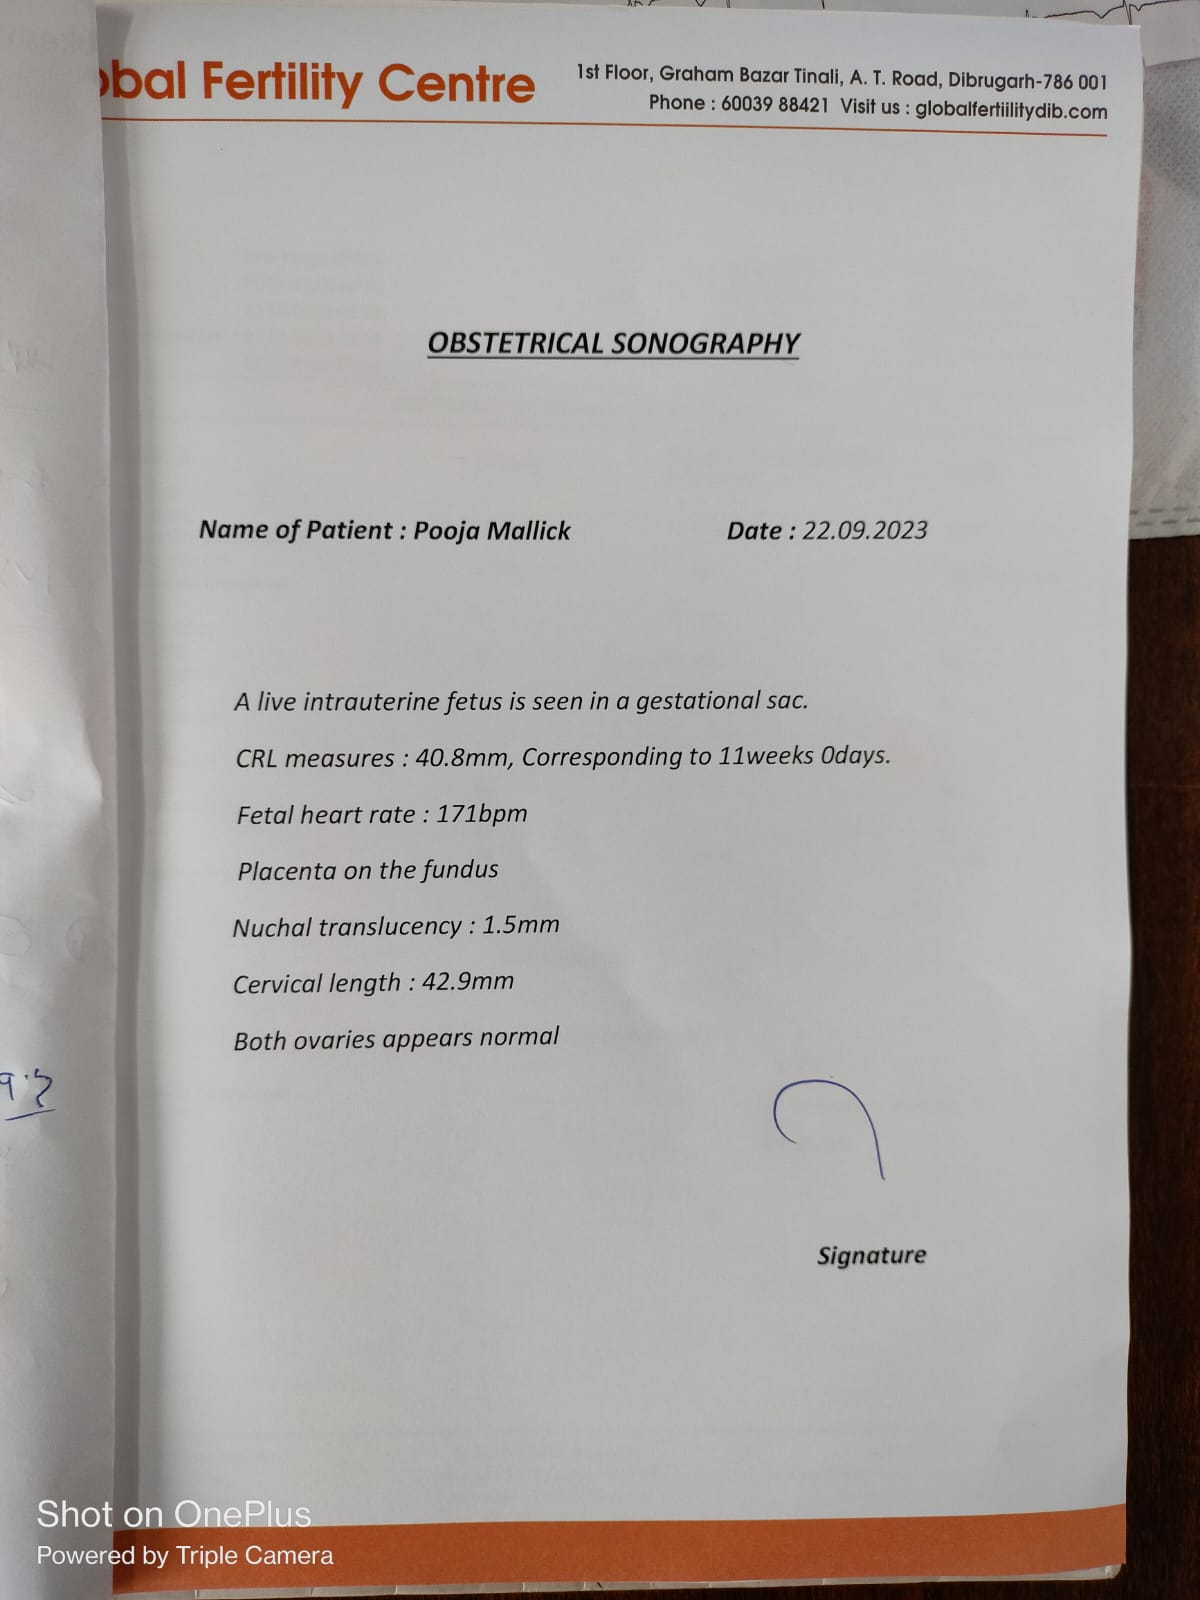 obal Fertility Centre
1st Floor, Graham Bazar Tinali, A. T. Road, Dibrugarh-786 001
Phone : 60039 88421 Visit us : globalfertiilitydib.com
OBSTETRICAL SONOGRAPHY
Name of Patient : Pooja Mallick Date : 22.09.2023
A live intrauterine fetus is seen in a gestational sac.
CRL measures : 40.8mm, Corresponding to 11weeks 0days.
Fetal heart rate : 171bpm
Placenta on the fundus
Nuchal translucency : 1.5mm
Cervical length : 42.9mm
Both ovaries appears normal
Signature
Shot on OnePlus
Powered by Triple Camera